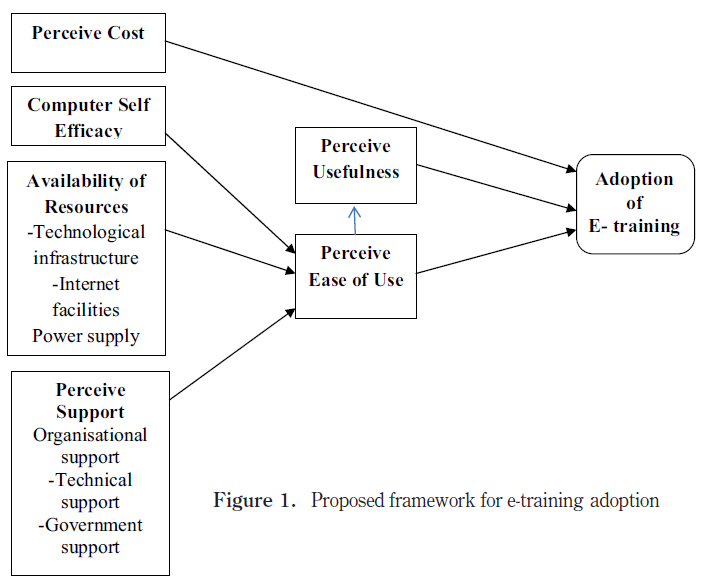 Perceive Cost
Computer Self
Efficacy
Availability of
Resources
-Technological
infrastructure
-Internet
facilities
Power supply
Perceive
Support
Organisational
support
-Technical
support
-Government
support
Perceive
Usefulness
Perceive
Ease of Use
Adoption
of
E- training
Figure 1. Proposed framework for e-training adoption